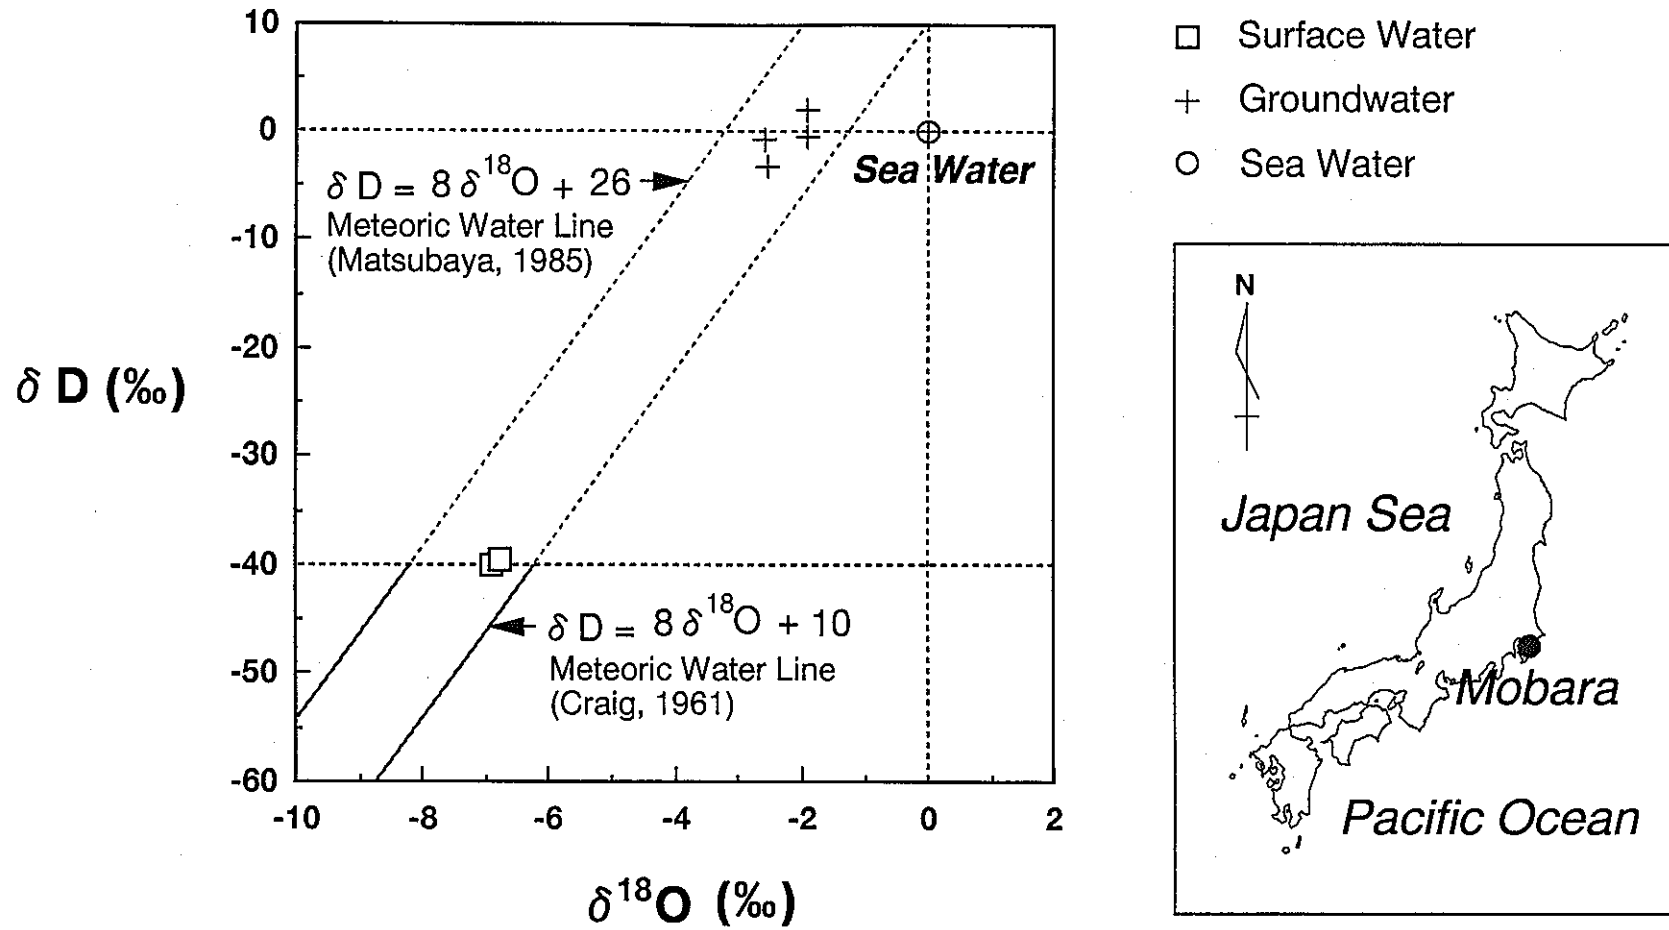 10
0
-10
-20
-30
-40
-50
-60
δ D (‰)
-10 -8 -6 -4 -2 0 2
δ¹⁸O (‰)
δ D = 8 δ¹⁸O + 26
Meteoric Water Line
(Matsubaya, 1985)
Sea Water
δ D = 8 δ¹⁸O + 10
Meteoric Water Line
(Craig, 1961)
Surface Water
Groundwater
Sea Water
N
Japan Sea
Mobara
Pacific Ocean